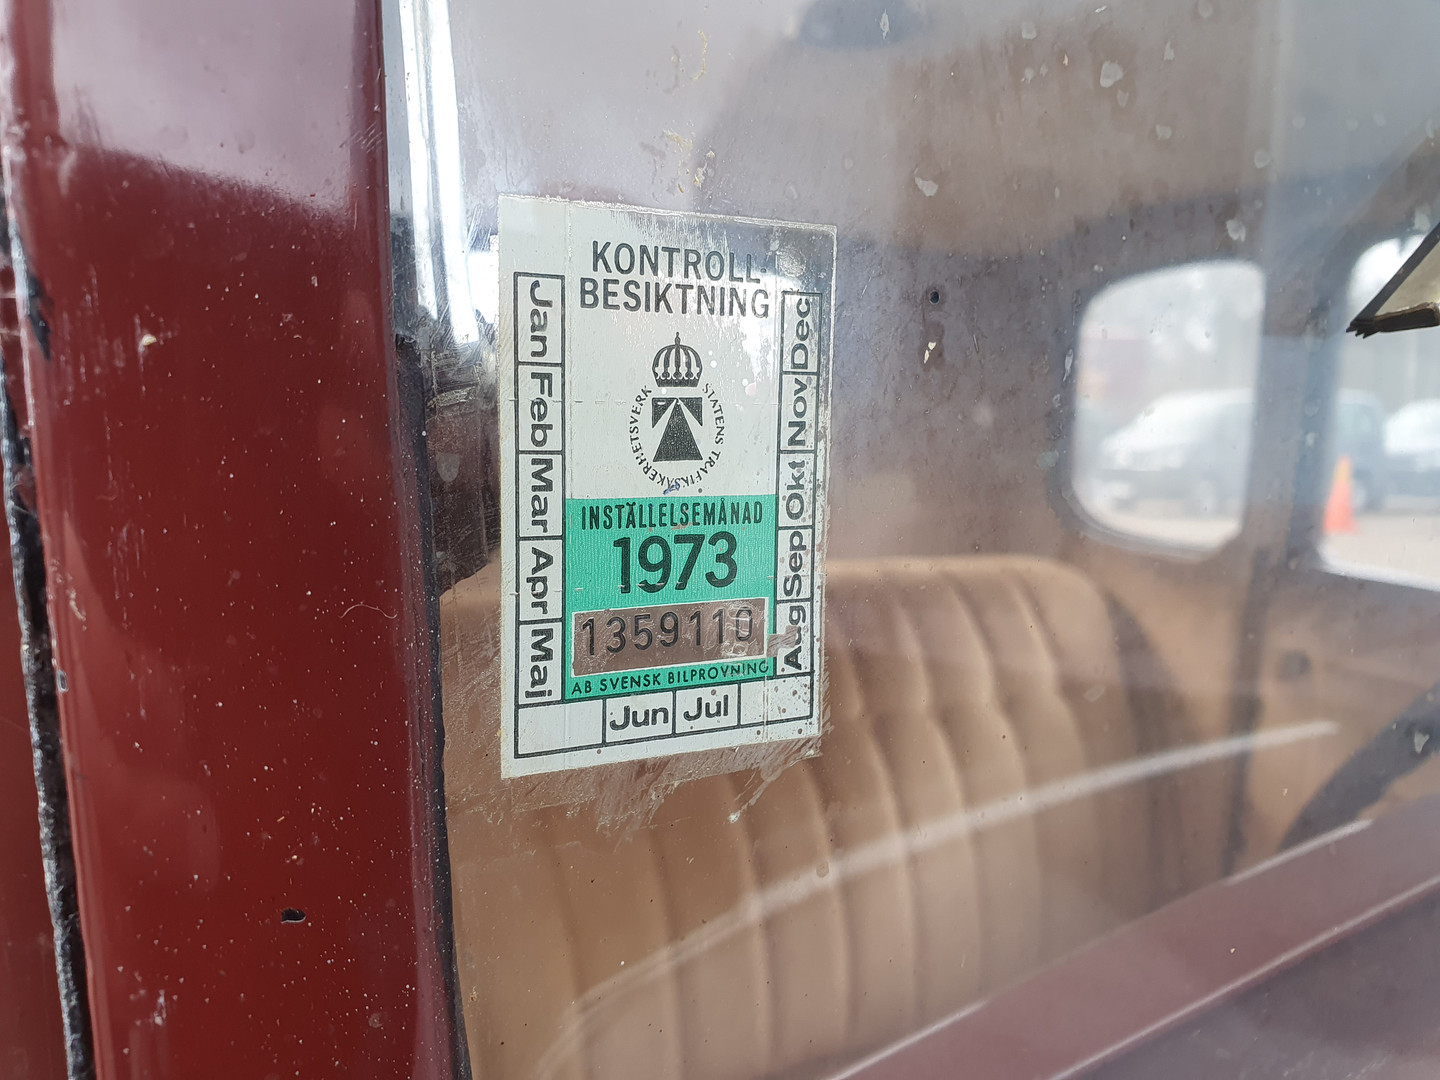 KONTROLL-
BESIKTNING
STATENS TRAFIKSÄKERHETSVERK
INSTÄLLELSEMÅNAD
1973
1359110
AB SVENSK BILPROVNING
Jan
Feb
Mar
Apr
Maj
Jun
Jul
Aug
Sep
Okt
Nov
Dec